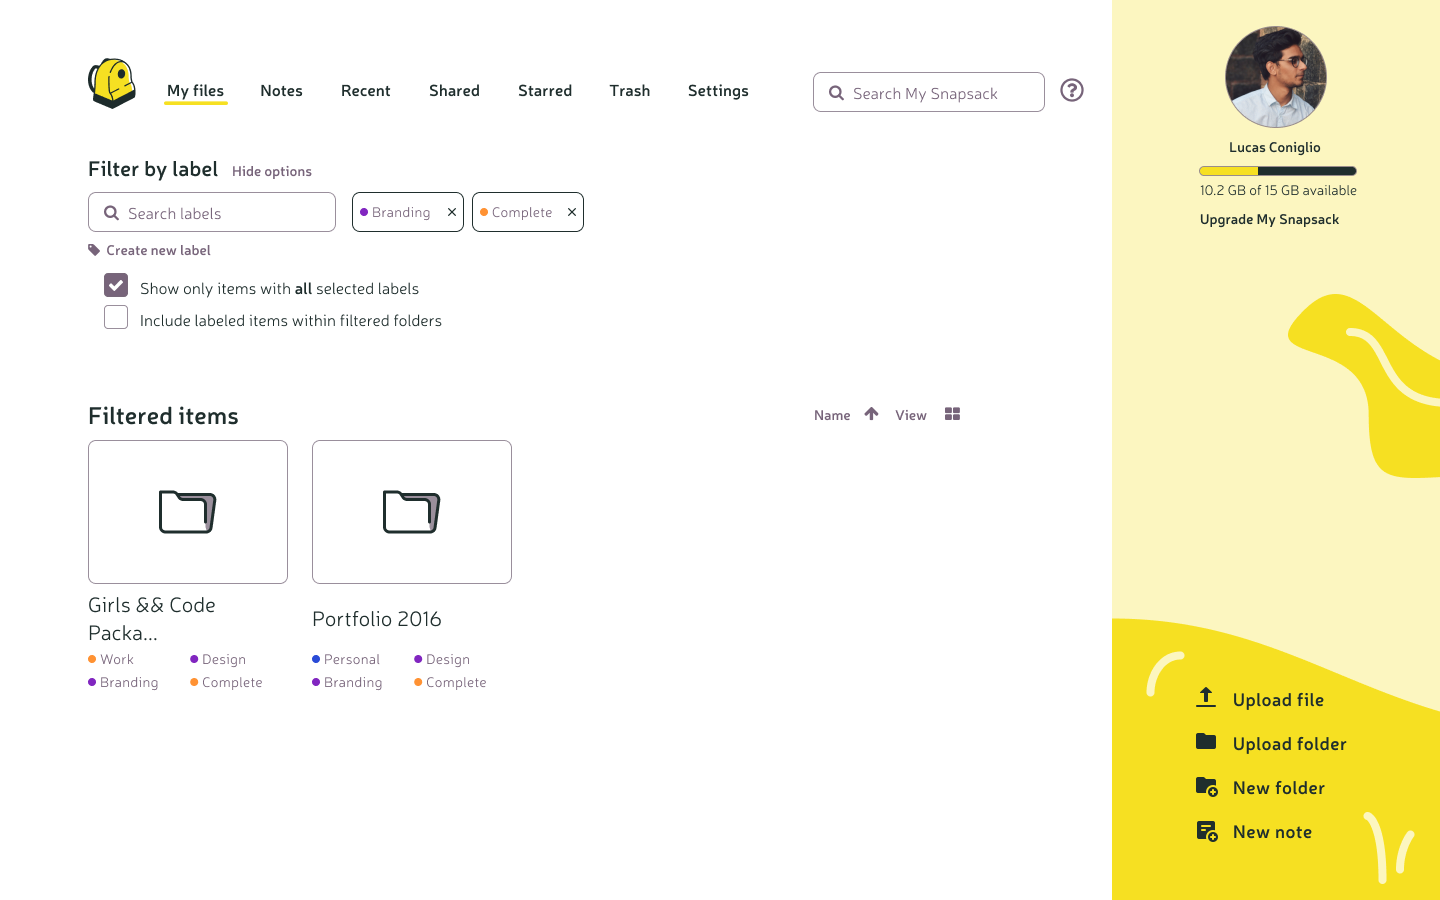 My files
Notes
Recent
Shared
Starred
Trash
Settings
Search My Snapsack
Lucas Coniglio
10.2 GB of 15 GB available
Upgrade My Snapsack
Filter by label
Hide options
Search labels
Branding
Complete
Create new label
Show only items with all selected labels
Include labeled items within filtered folders
Filtered items
Name
View
Girls && Code
Packa...
Work
Design
Branding
Complete
Portfolio 2016
Personal
Design
Branding
Complete
Upload file
Upload folder
New folder
New note